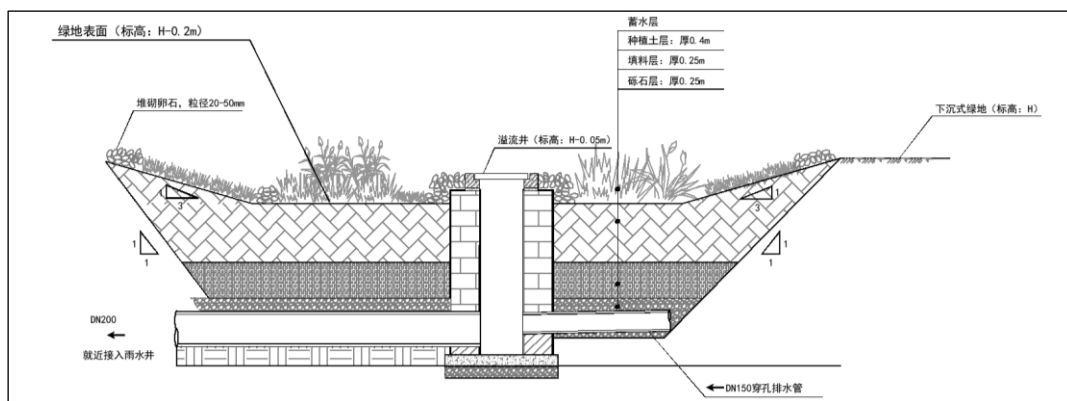 绿地表面（标高：H-0.2m）
蓄水层
种植土层：厚0.4m
填料层：厚0.25m
砾石层：厚0.25m
堆砌卵石，粒径20-50mm
下沉式绿地（标高：H）
溢流井（标高：H-0.05m）
1
3
1
3
1
1
1
1
DN200
就近接入雨水井
DN150穿孔排水管